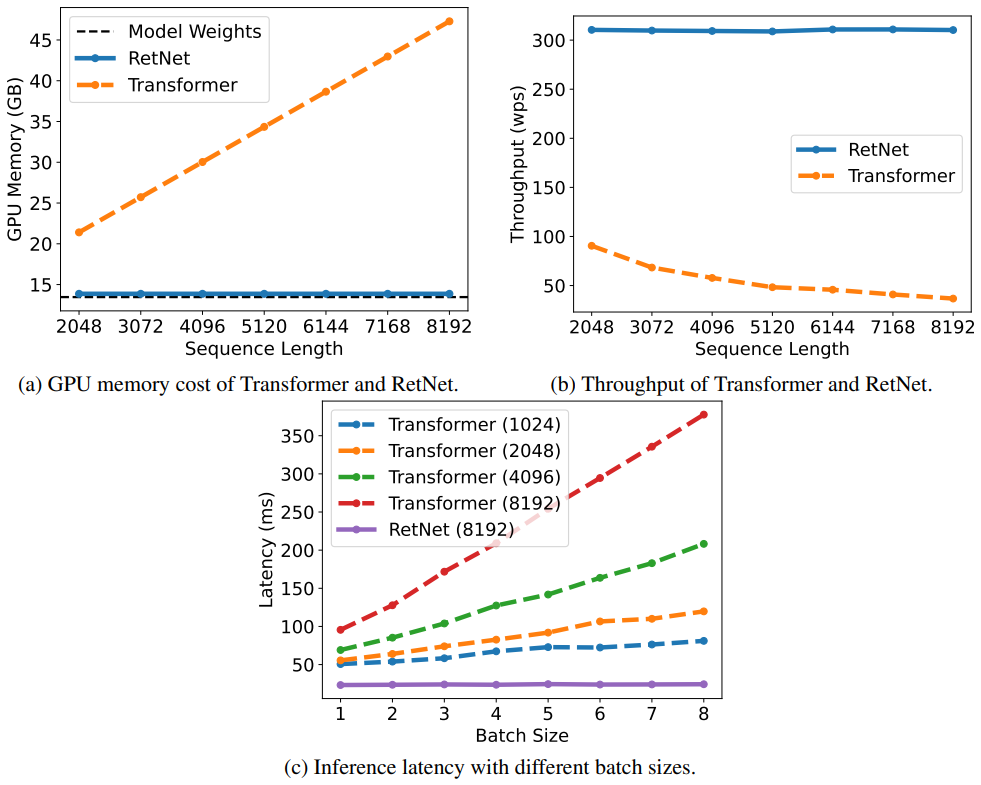 Model Weights
RetNet
Transformer
45
40
35
30
25
20
15
GPU Memory (GB)
2048 3072 4096 5120 6144 7168 8192
Sequence Length
(a) GPU memory cost of Transformer and RetNet.
300
250
200
150
100
50
Throughput (wps)
RetNet
Transformer
2048 3072 4096 5120 6144 7168 8192
Sequence Length
(b) Throughput of Transformer and RetNet.
Transformer (1024)
Transformer (2048)
Transformer (4096)
Transformer (8192)
RetNet (8192)
350
300
250
200
150
100
50
Latency (ms)
1 2 3 4 5 6 7 8
Batch Size
(c) Inference latency with different batch sizes.